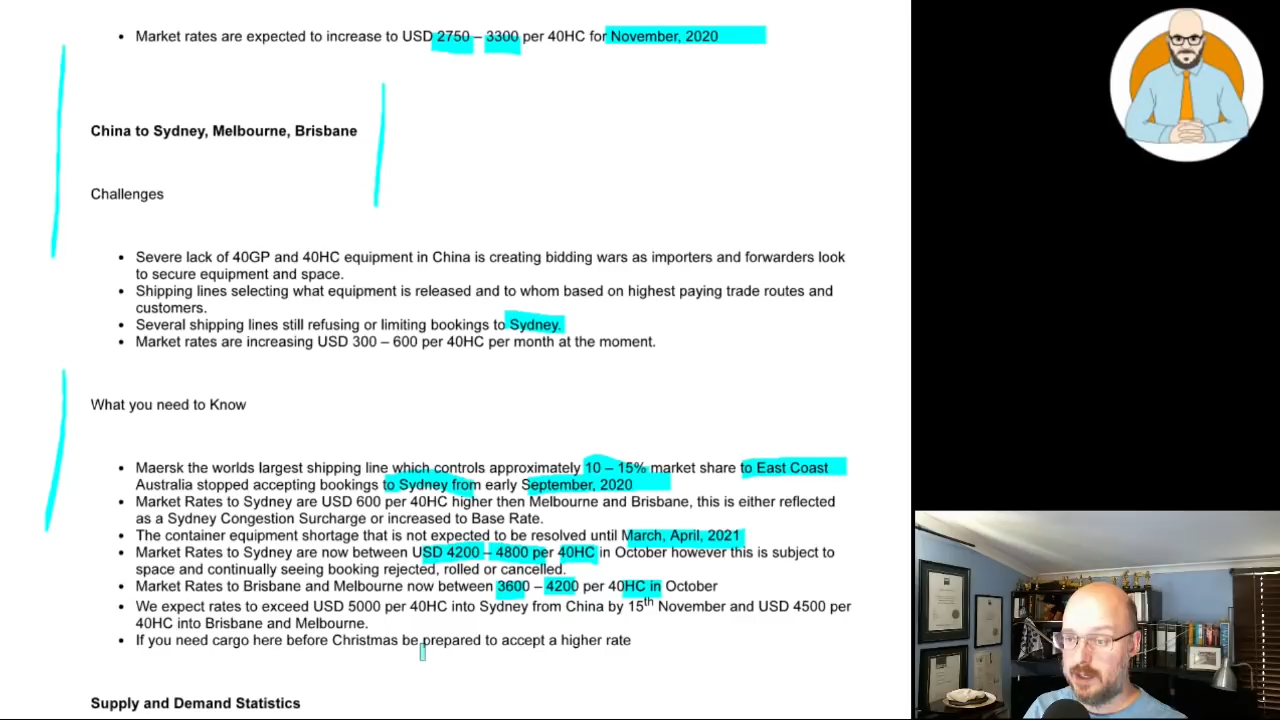 Market rates are expected to increase to USD 2750 – 3300 per 40HC for November, 2020
China to Sydney, Melbourne, Brisbane
Challenges
Severe lack of 40GP and 40HC equipment in China is creating bidding wars as importers and forwarders look
to secure equipment and space.
Shipping lines selecting what equipment is released and to whom based on highest paying trade routes and
customers.
Several shipping lines still refusing or limiting bookings to Sydney.
Market rates are increasing USD 300 – 600 per 40HC per month at the moment.
What you need to Know
Maersk the worlds largest shipping line which controls approximately 10 – 15% market share to East Coast
Australia stopped accepting bookings to Sydney from early September, 2020
Market Rates to Sydney are USD 600 per 40HC higher then Melbourne and Brisbane, this is either reflected
as a Sydney Congestion Surcharge or increased to Base Rate.
The container equipment shortage that is not expected to be resolved until March, April, 2021
Market Rates to Sydney are now between USD 4200 – 4800 per 40HC in October however this is subject to
space and continually seeing booking rejected, rolled or cancelled.
Market Rates to Brisbane and Melbourne now between 3600 – 4200 per 40HC in October
We expect rates to exceed USD 5000 per 40HC into Sydney from China by 15th November and USD 4500 per
40HC into Brisbane and Melbourne.
If you need cargo here before Christmas be prepared to accept a higher rate
Supply and Demand Statistics